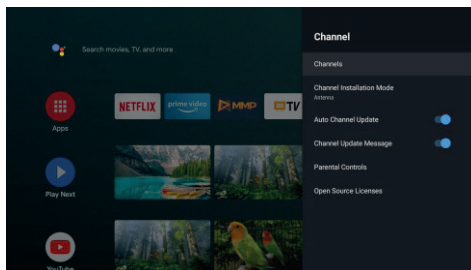 Search movies, TV, and more
Apps
NETFLIX
prime video
MMP
TV
Play Next
YouTube
Channel
Channels
Channel Installation Mode
Antenna
Auto Channel Update
Channel Update Message
Parental Controls
Open Source Licenses